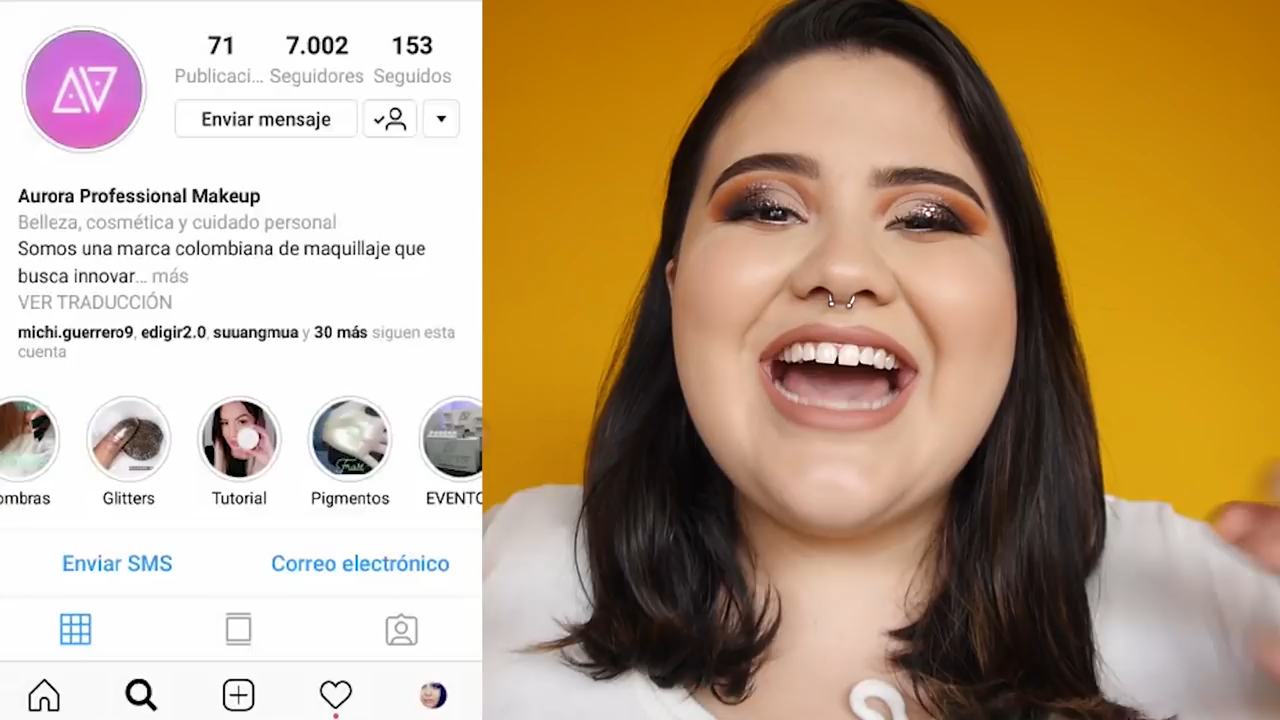 71 7.002 153
Publicaci... Seguidores Seguidos
Enviar mensaje
Aurora Professional Makeup
Belleza, cosmética y cuidado personal
Somos una marca colombiana de maquillaje que
busca innovar... más
VER TRADUCCIÓN
michi.guerrero9, edigir2.0, suuangmua y 30 más siguen esta
cuenta
ombras Glitters Tutorial Pigmentos EVENTO
Enviar SMS Correo electrónico